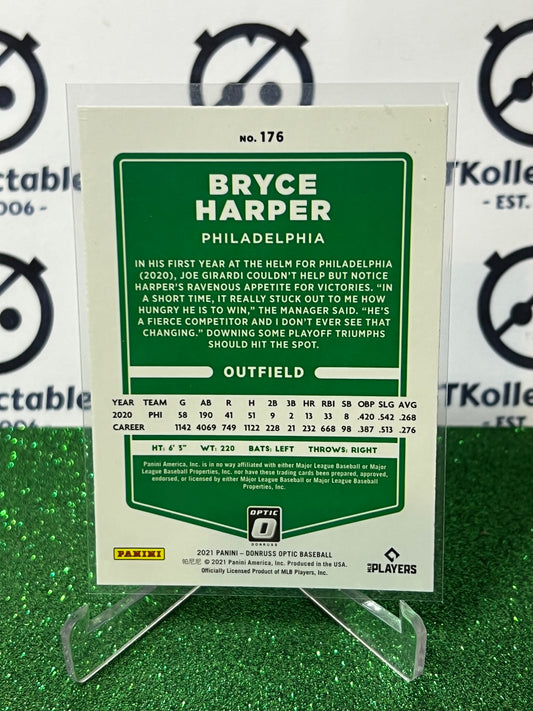 NO. 176
BRYCE
HARPER
PHILADELPHIA
IN HIS FIRST YEAR AT THE HELM FOR PHILADELPHIA
(2020), JOE GIRARDI COULDN'T HELP BUT NOTICE
HARPER'S RAVENOUS APPETITE FOR VICTORIES. "IN
A SHORT TIME, IT REALLY STUCK OUT TO ME HOW
HUNGRY HE IS TO WIN," THE MANAGER SAID. "HE'S
A FIERCE COMPETITOR AND I DON'T EVER SEE THAT
CHANGING." DOWNING SOME PLAYOFF TRIUMPHS
SHOULD HIT THE SPOT.
OUTFIELD
YEAR TEAM G AB R H 2B 3B HR RBI SB OBP SLG AVG
2020 PHI 58 190 41 51 9 2 13 33 8 .420 .542 .268
CAREER 1142 4069 749 1122 228 21 232 668 98 .387 .513 .276
HT: 6' 3" WT: 220 BATS: LEFT THROWS: RIGHT
Panini America, Inc. is in no way affiliated with either Major League Baseball or Major
League Baseball Properties, Inc. nor have these trading cards been prepared, approved,
endorsed, or licensed by either Major League Baseball or Major League Baseball
Properties, Inc.
OPTIC
DONRUSS
PANINI
2021 PANINI – DONRUSS OPTIC BASEBALL
帕尼尼 © 2021 Panini America, Inc. Produced in the USA.
Officially Licensed Product of MLB Players, Inc.
MLB PLAYERS
ctable
006 -
TKolle
- EST.